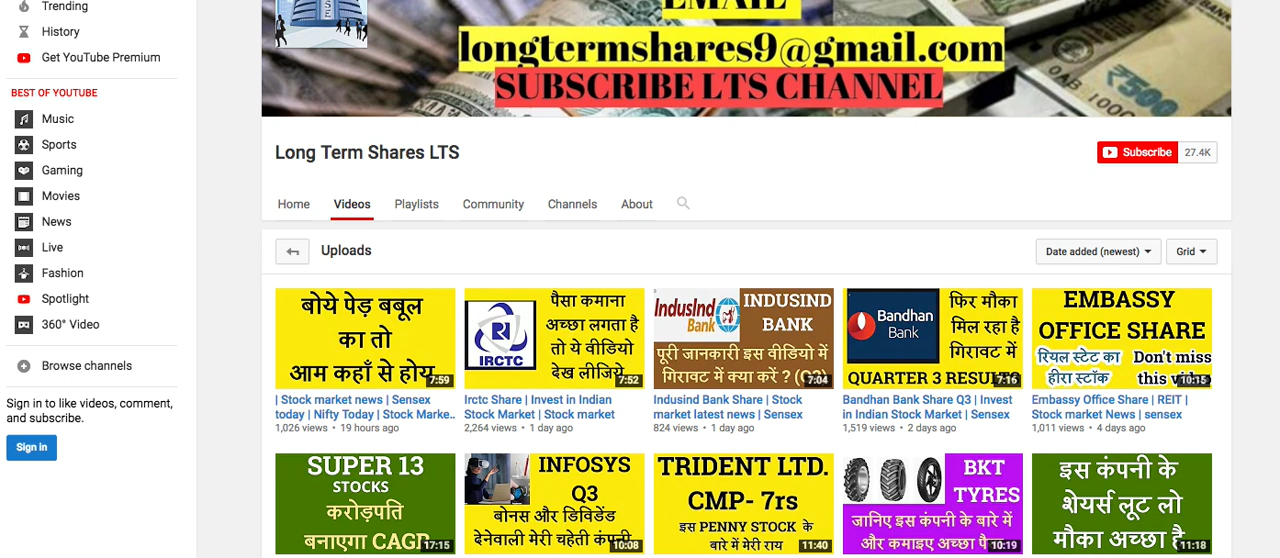 Trending
History
Get YouTube Premium
BEST OF YOUTUBE
Music
Sports
Gaming
Movies
News
Live
Fashion
Spotlight
360° Video
Browse channels
Sign in to like videos, comment,
and subscribe.
Sign in
EMAIL
longtermshares9@gmail.com
SUBSCRIBE LTS CHANNEL
Long Term Shares LTS
Subscribe 27.4K
Home Videos Playlists Community Channels About
Uploads
Date added (newest) Grid
बोये पेड़ बबूल
का तो
आम कहाँ से होय
7:59
| Stock market news | Sensex
today | Nifty Today | Stock Marke..
1,026 views • 19 hours ago
IRCTC
पैसा कमाना
अच्छा लगता है
तो ये वीडियो
देख लीजिये
7:52
Irctc Share | Invest in Indian
Stock Market | Stock market
2,264 views • 1 day ago
IndusInd
Bank
INDUSIND
BANK
पूरी जानकारी इस वीडियो में
गिरावट में क्या करें ? (Q3)
7:04
Indusind Bank Share | Stock
market latest news | Sensex
824 views • 1 day ago
Bandhan
Bank
फिर मौका
मिल रहा है
गिरावट में
QUARTER 3 RESULTS
7:16
Bandhan Bank Share Q3 | Invest
in Indian Stock Market | Sensex
1,519 views • 2 days ago
EMBASSY
OFFICE SHARE
रियल स्टेट का
हीरा स्टॉक
Don't miss
this video
10:15
Embassy Office Share | REIT |
Stock market News | sensex
1,011 views • 4 days ago
SUPER 13
STOCKS
करोड़पति
बनाएगा CAGR
17:15
INFOSYS
Q3
बोनस और डिविडेंड
देनेवाली मेरी चहेती कंपनी
10:08
TRIDENT LTD.
CMP- 7rs
इस PENNY STOCK के
बारे में मेरी राय
11:40
BKT
TYRES
जानिए इस कंपनी के बारे में
और कमाइए अच्छा
10:19
इस कंपनी के
शेयर्स लूट लो
मौका अच्छा है
11:18